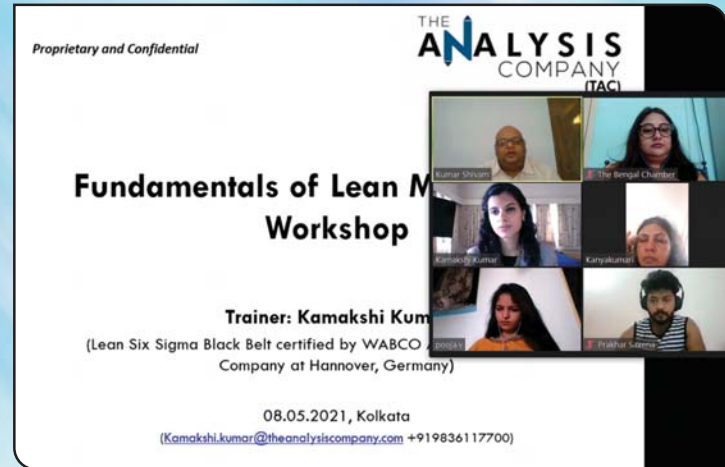 Proprietary and Confidential
THE
ANALYSIS
COMPANY
(TAC)
Fundamentals of Lean M
Workshop
Trainer: Kamakshi Kum
(Lean Six Sigma Black Belt certified by WABCO
Company at Hannover, Germany)
08.05.2021, Kolkata
(Kamakshi.kumar@theanalysiscompany.com +919836117700)
Kumar Shivam
The Bengal Chamber
Kamakshi Kumar
Kanyakumari
pooja v
Prakhar Saxena